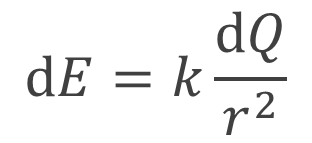 dE = k dQ/r²